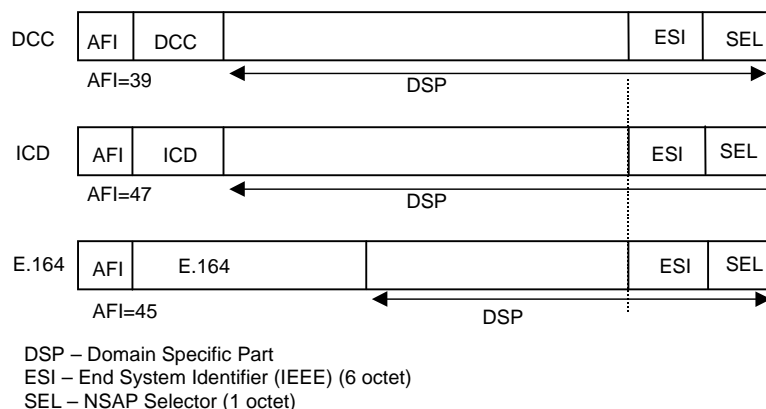 DCC AFI DCC ESI SEL
AFI=39 DSP
ICD AFI ICD ESI SEL
AFI=47 DSP
E.164 AFI E.164 ESI SEL
AFI=45 DSP
DSP – Domain Specific Part
ESI – End System Identifier (IEEE) (6 octet)
SEL – NSAP Selector (1 octet)